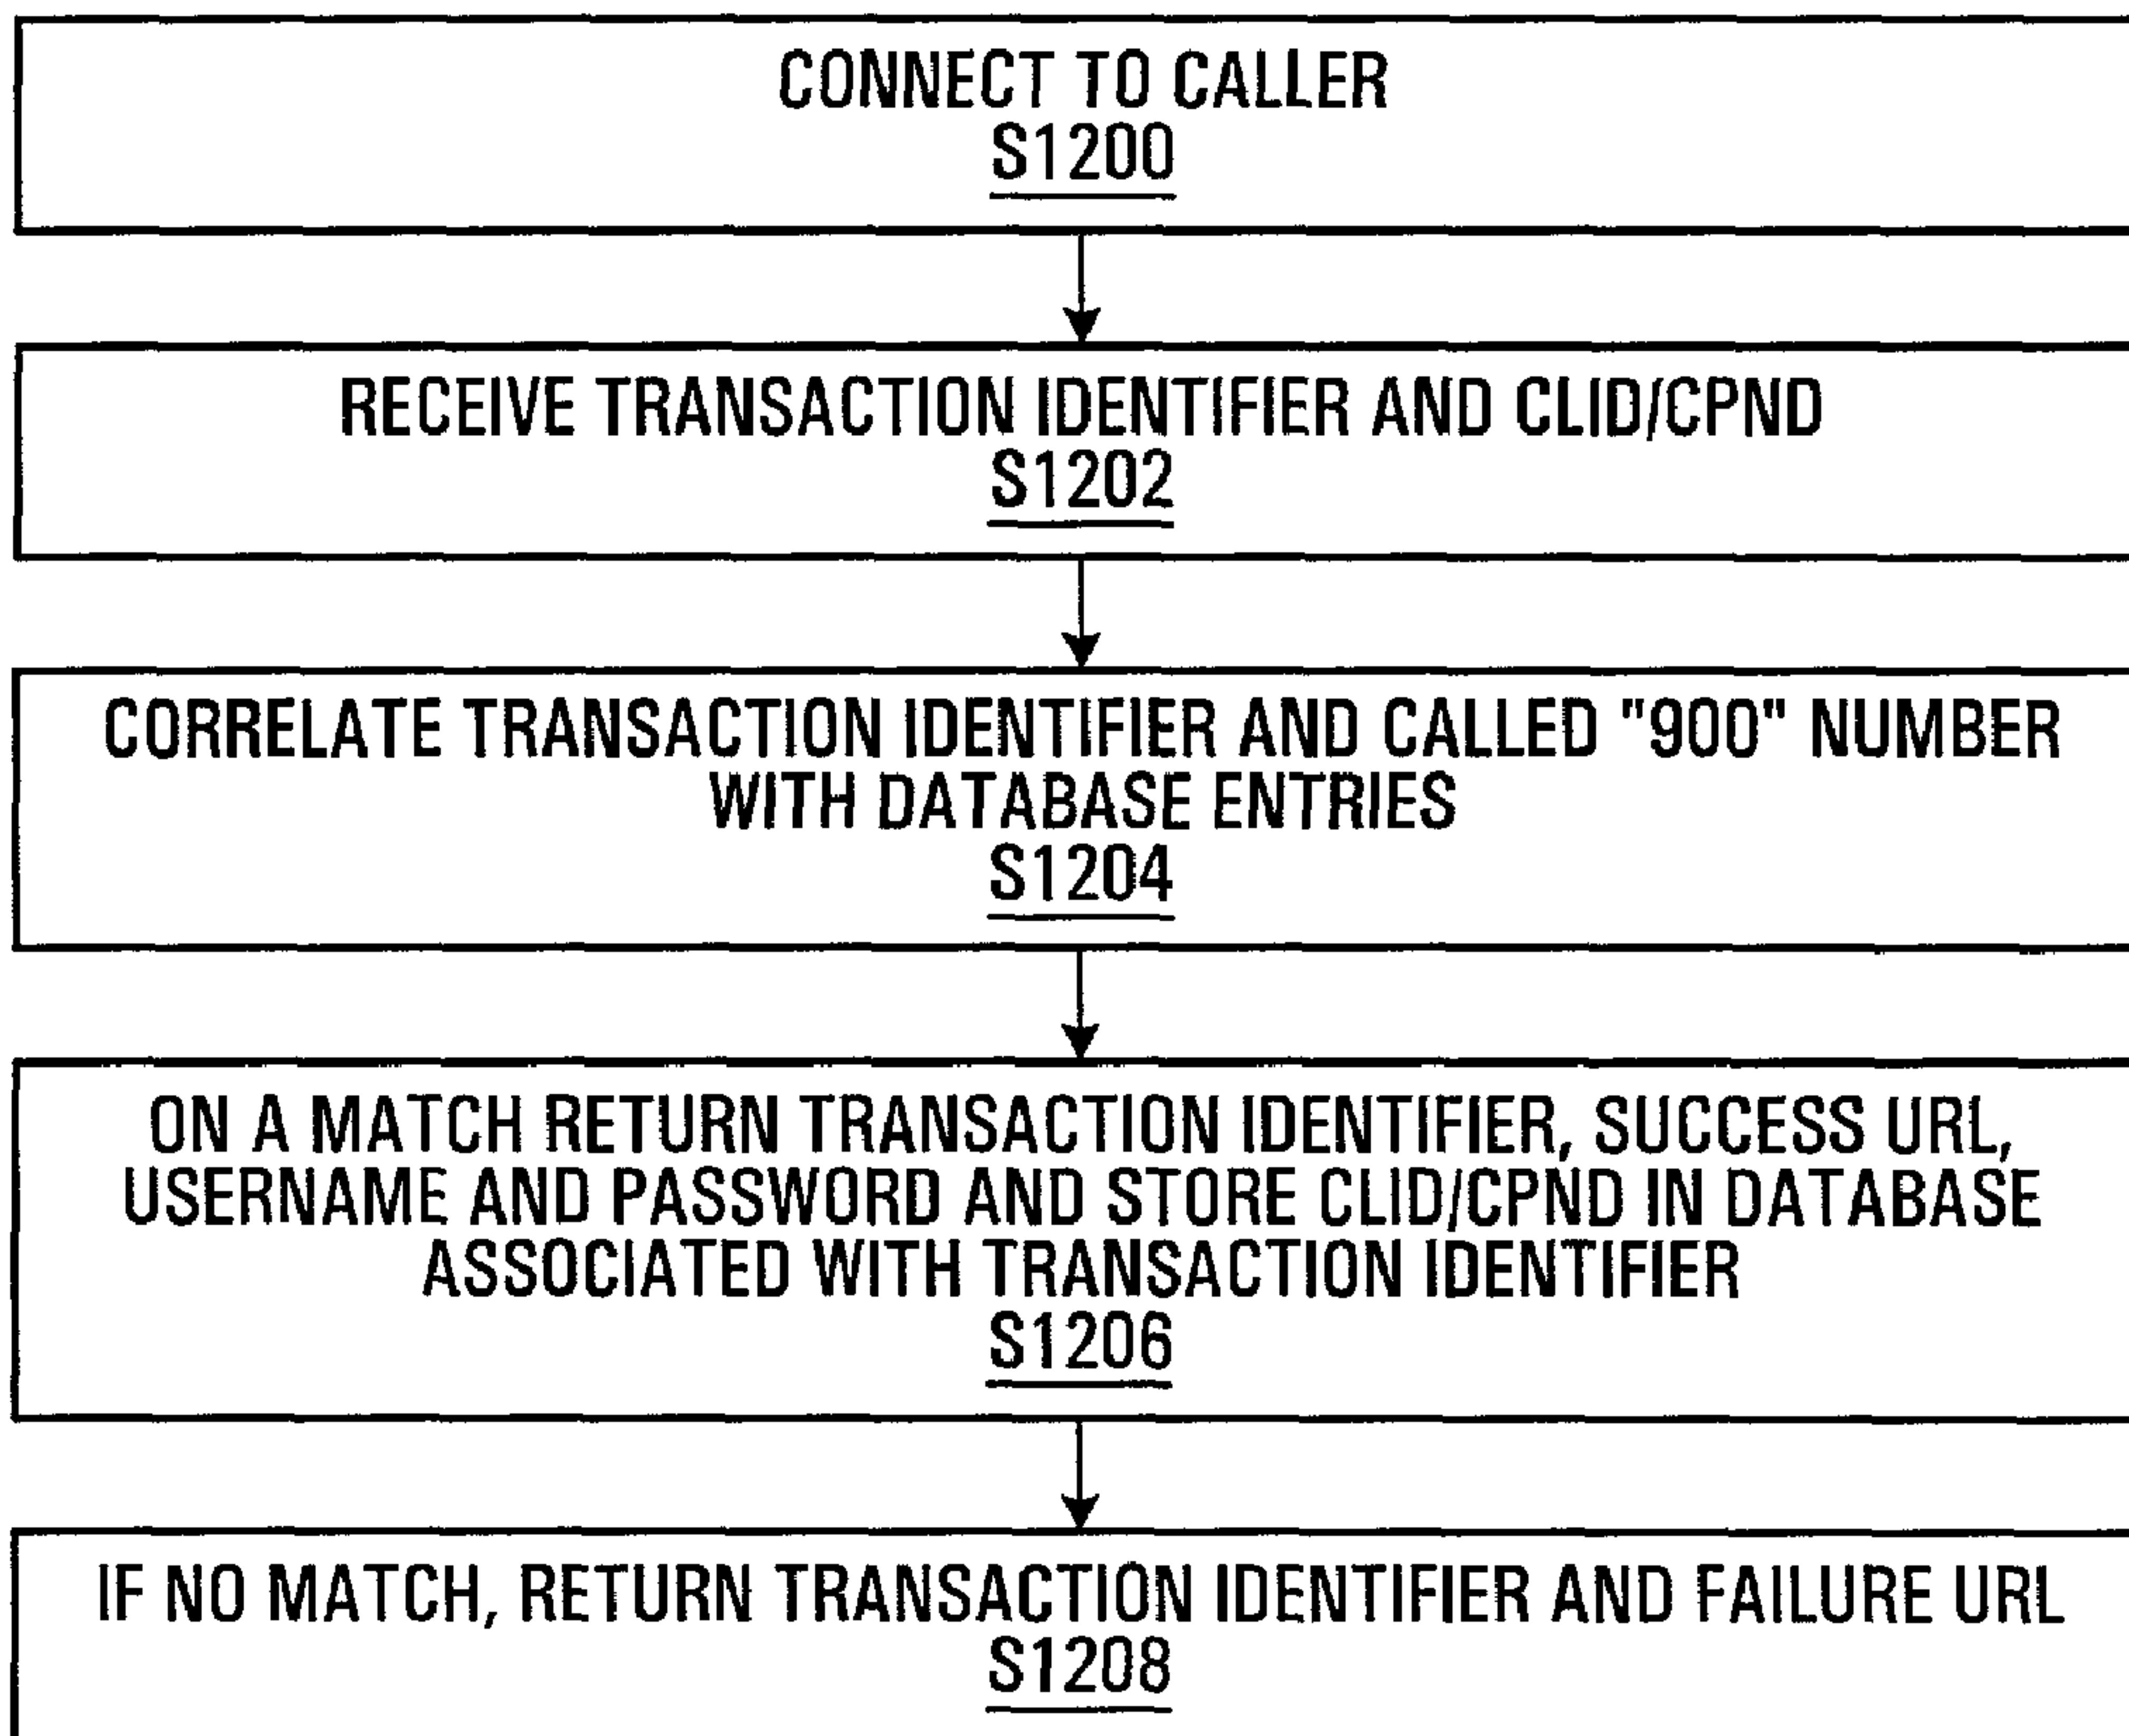 CONNECT TO CALLER
S1200
RECEIVE TRANSACTION IDENTIFIER AND CLID/CPND
S1202
CORRELATE TRANSACTION IDENTIFIER AND CALLED "900" NUMBER
WITH DATABASE ENTRIES
S1204
ON A MATCH RETURN TRANSACTION IDENTIFIER, SUCCESS URL,
USERNAME AND PASSWORD AND STORE CLID/CPND IN DATABASE
ASSOCIATED WITH TRANSACTION IDENTIFIER
S1206
IF NO MATCH, RETURN TRANSACTION IDENTIFIER AND FAILURE URL
S1208